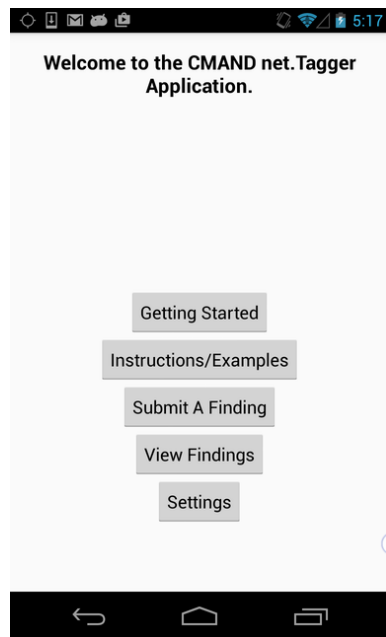 5:17
Welcome to the CMAND net.Tagger
Application.
Getting Started
Instructions/Examples
Submit A Finding
View Findings
Settings